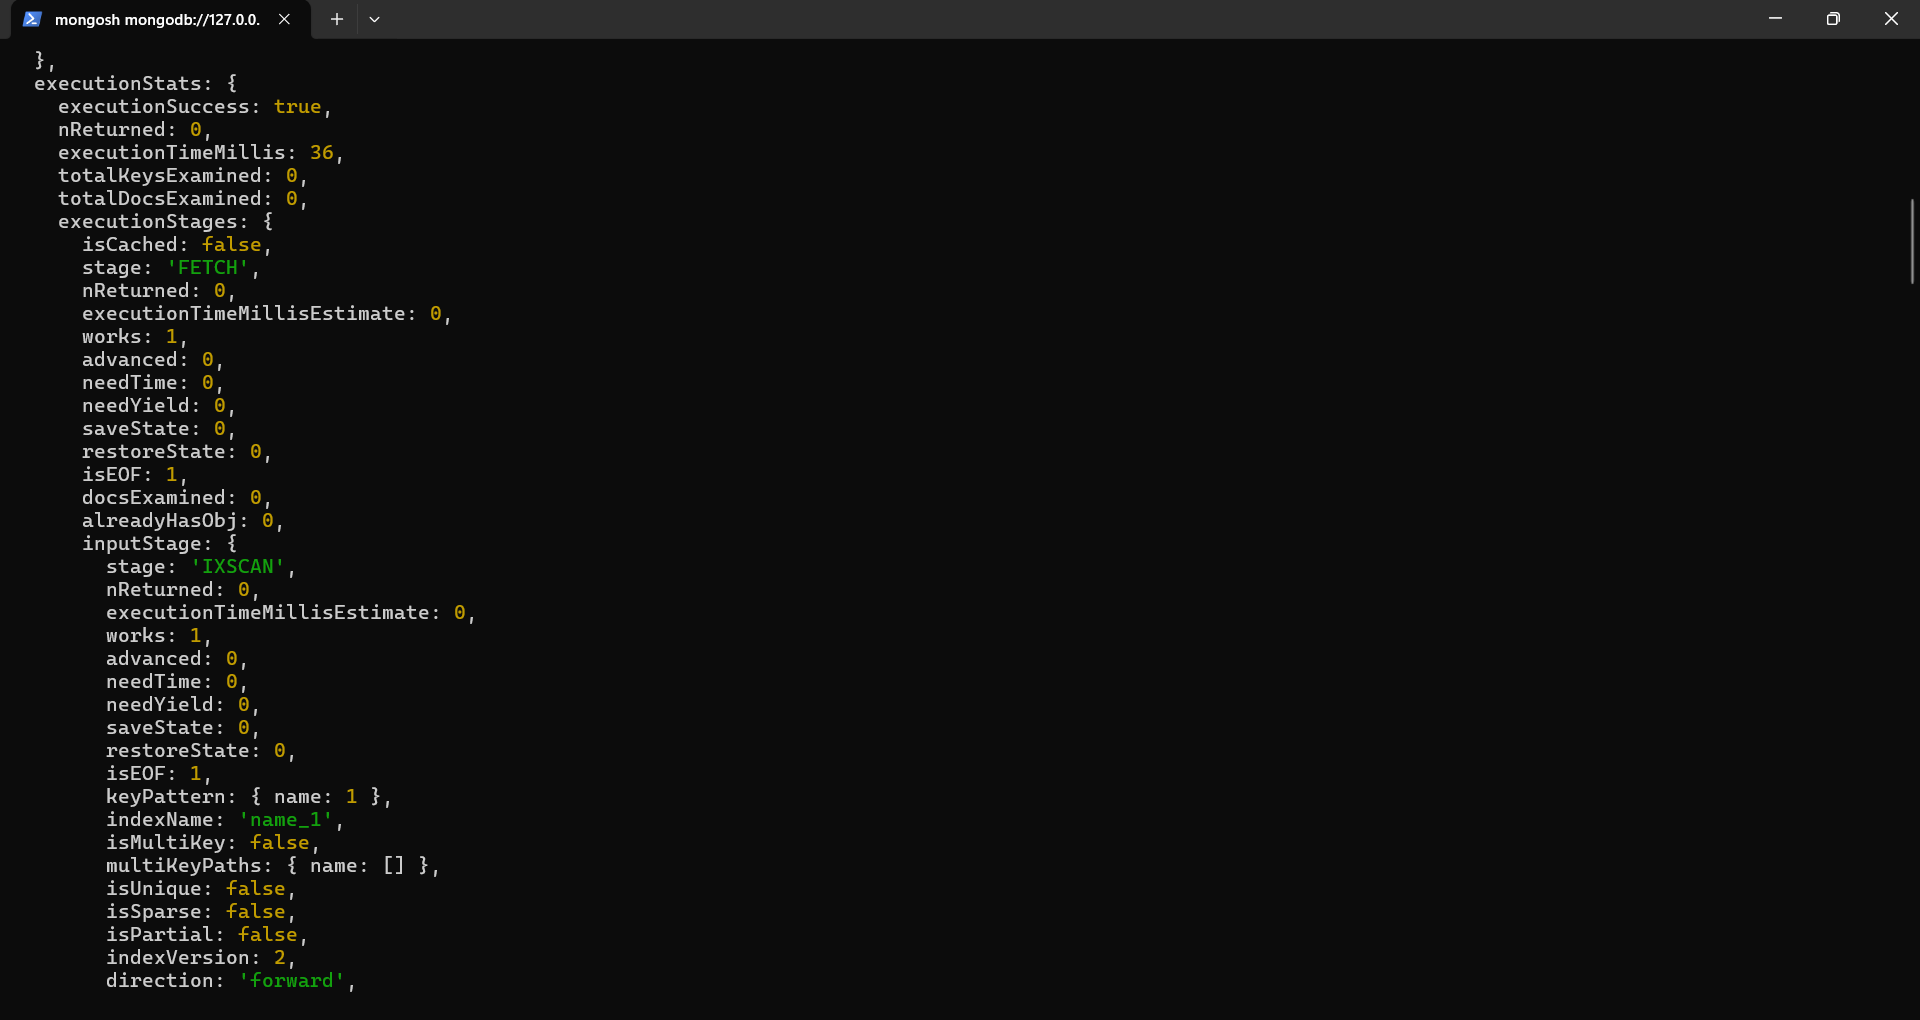 mongosh mongodb://127.0.0.
},
executionStats: {
executionSuccess: true,
nReturned: 0,
executionTimeMillis: 36,
totalKeysExamined: 0,
totalDocsExamined: 0,
executionStages: {
isCached: false,
stage: 'FETCH',
nReturned: 0,
executionTimeMillisEstimate: 0,
works: 1,
advanced: 0,
needTime: 0,
needYield: 0,
saveState: 0,
restoreState: 0,
isEOF: 1,
docsExamined: 0,
alreadyHasObj: 0,
inputStage: {
stage: 'IXSCAN',
nReturned: 0,
executionTimeMillisEstimate: 0,
works: 1,
advanced: 0,
needTime: 0,
needYield: 0,
saveState: 0,
restoreState: 0,
isEOF: 1,
keyPattern: { name: 1 },
indexName: 'name_1',
isMultiKey: false,
multiKeyPaths: { name: [] },
isUnique: false,
isSparse: false,
isPartial: false,
indexVersion: 2,
direction: 'forward',